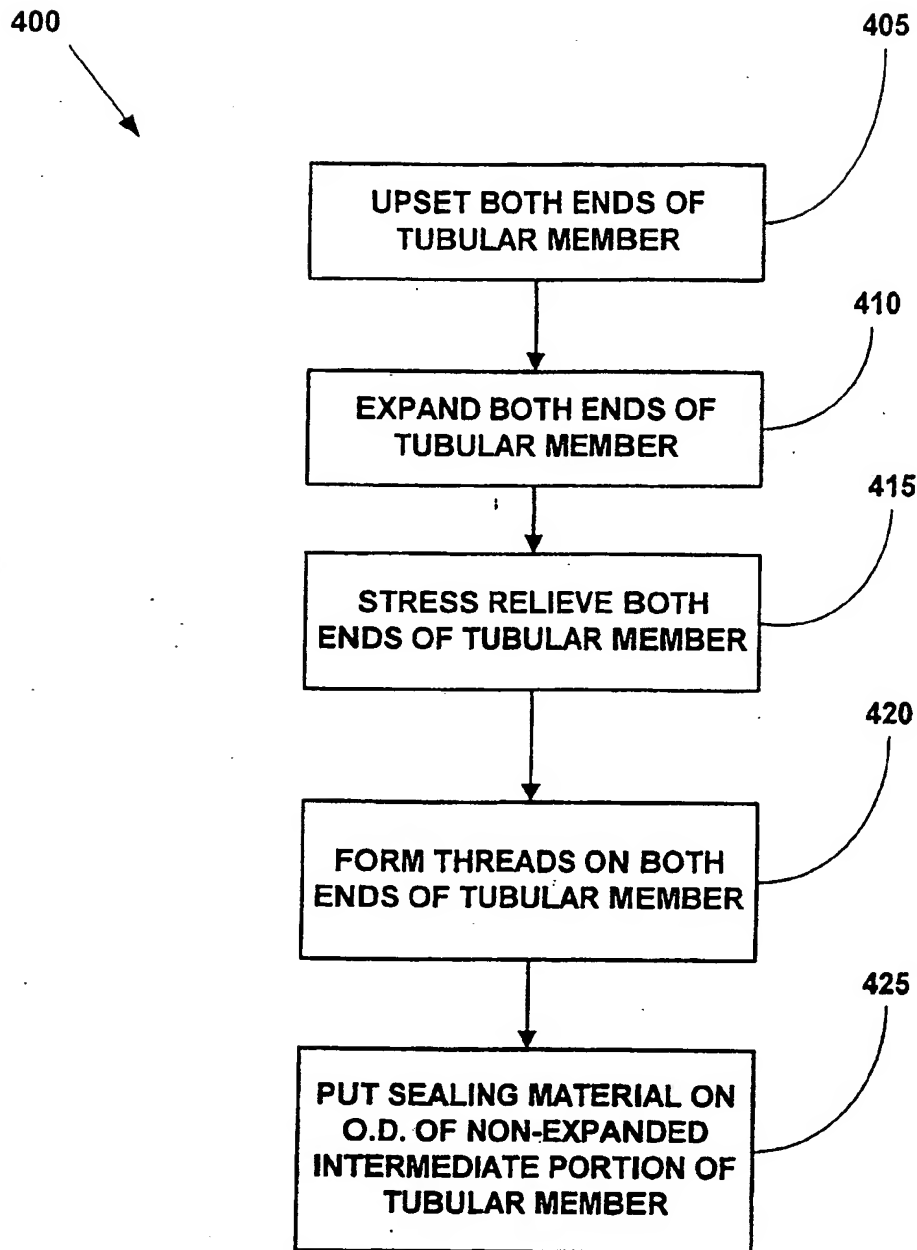 400
405
UPSET BOTH ENDS OF
TUBULAR MEMBER
410
EXPAND BOTH ENDS OF
TUBULAR MEMBER
415
STRESS RELIEVE BOTH
ENDS OF TUBULAR MEMBER
420
FORM THREADS ON BOTH
ENDS OF TUBULAR MEMBER
425
PUT SEALING MATERIAL ON
O.D. OF NON-EXPANDED
INTERMEDIATE PORTION OF
TUBULAR MEMBER